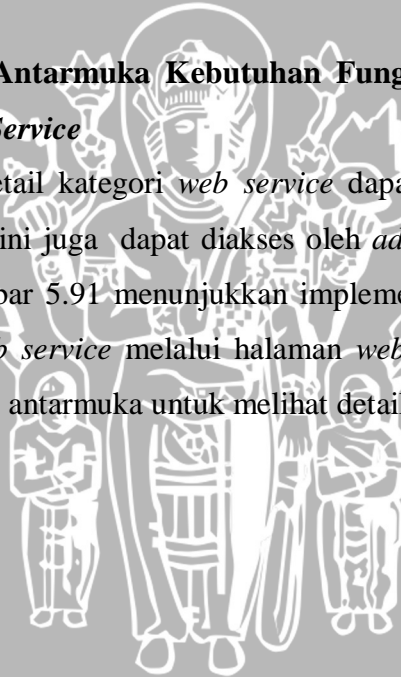 Antarmuka Kebutuhan Fung
Service
etail kategori web service dapa
ini juga dapat diakses oleh ad
bar 5.91 menunjukkan impleme
b service melalui halaman web
antarmuka untuk melihat detail